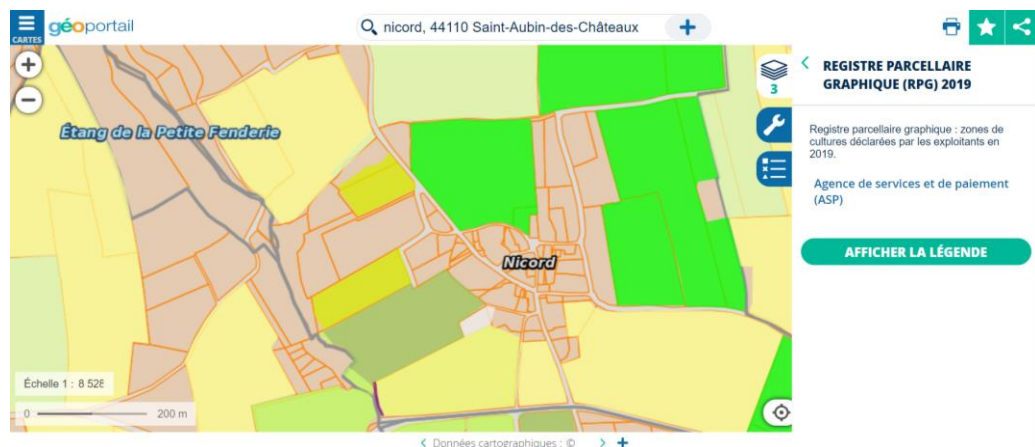 CARTES
géoportail
nicord, 44110 Saint-Aubin-des-Châteaux
3
Étang de la Petite Fenderie
Nicord
Échelle 1 : 8 528
0 200 m
Données cartographiques : ©
REGISTRE PARCELLAIRE
GRAPHIQUE (RPG) 2019
Registre parcellaire graphique : zones de
cultures déclarées par les exploitants en
2019.
Agence de services et de paiement
(ASP)
AFFICHER LA LÉGENDE